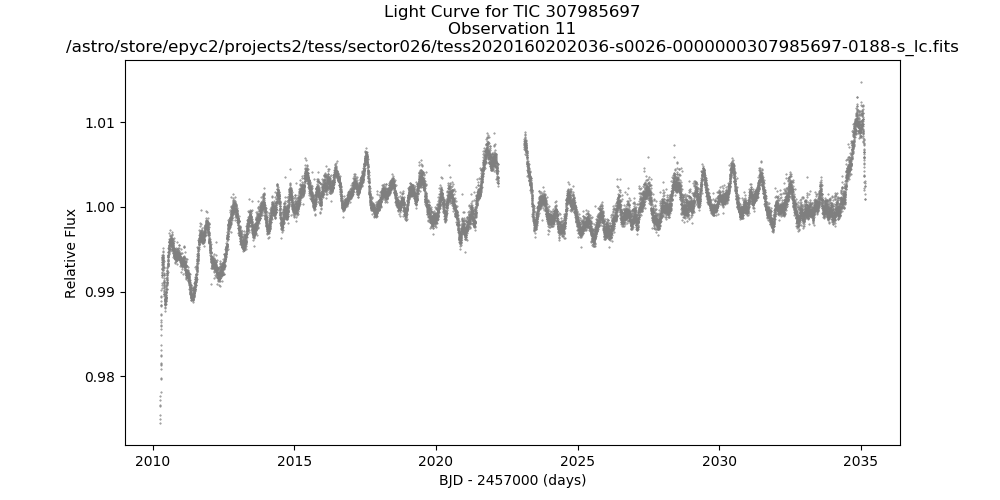 Light Curve for TIC 307985697
Observation 11
/astro/store/epyc2/projects2/tess/sector026/tess2020160202036-s0026-0000000307985697-0188-s_lc.fits
1.01
1.00
0.99
0.98
Relative Flux
2010 2015 2020 2025 2030 2035
BJD - 2457000 (days)